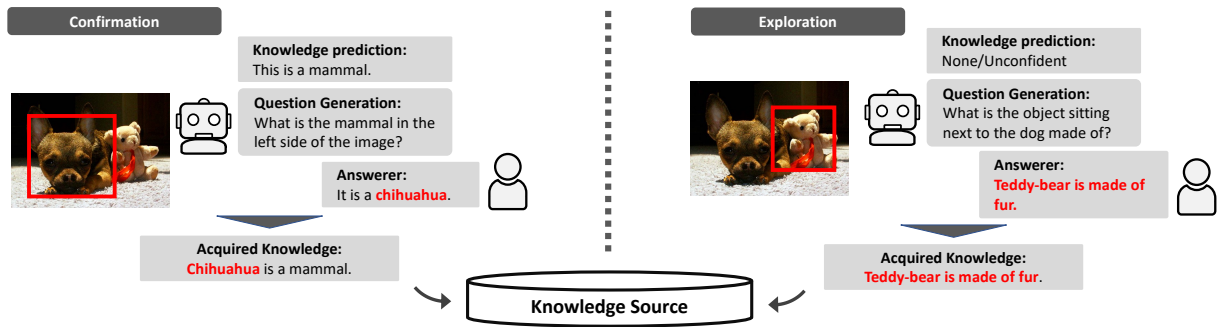 Confirmation
Knowledge prediction:
This is a mammal.
Question Generation:
What is the mammal in the
left side of the image?
Answerer:
It is a chihuahua.
Acquired Knowledge:
Chihuahua is a mammal.
Exploration
Knowledge prediction:
None/Unconfident
Question Generation:
What is the object sitting
next to the dog made of?
Answerer:
Teddy-bear is made of
fur.
Acquired Knowledge:
Teddy-bear is made of fur.
Knowledge Source